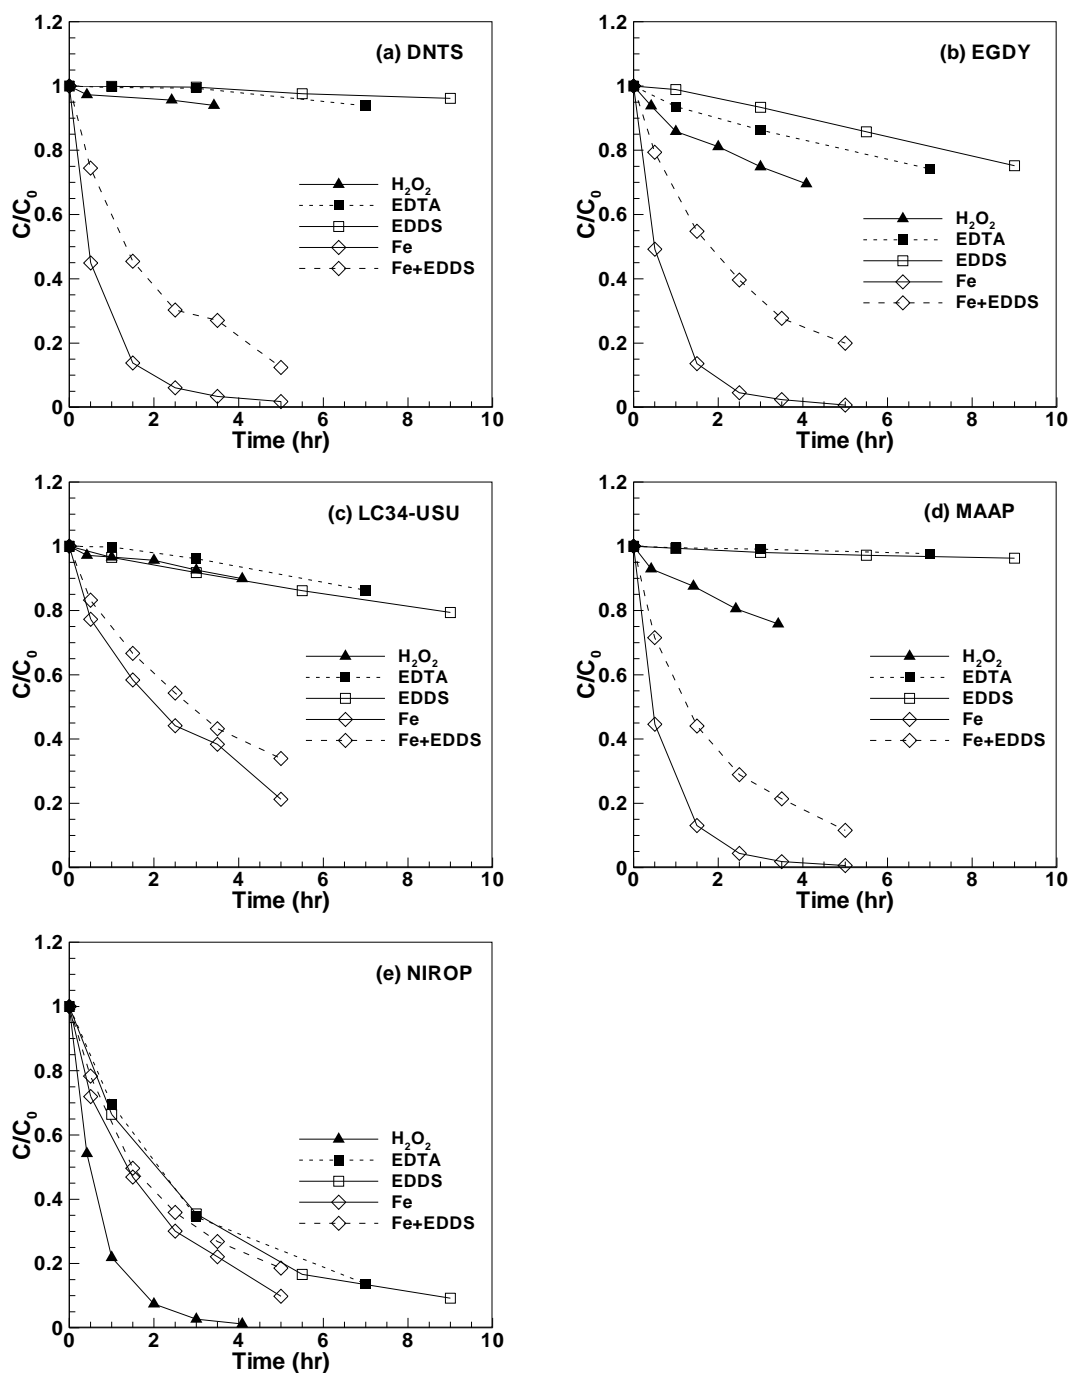 (a) DNTS
C/C₀
1.2
1
0.8
0.6
0.4
0.2
0
0 2 4 6 8 10
Time (hr)
H₂O₂
EDTA
EDDS
Fe
Fe+EDDS
(b) EGDY
C/C₀
1.2
1
0.8
0.6
0.4
0.2
0
0 2 4 6 8 10
Time (hr)
H₂O₂
EDTA
EDDS
Fe
Fe+EDDS
(c) LC34-USU
C/C₀
1.2
1
0.8
0.6
0.4
0.2
0
0 2 4 6 8 10
Time (hr)
H₂O₂
EDTA
EDDS
Fe
Fe+EDDS
(d) MAAP
C/C₀
1.2
1
0.8
0.6
0.4
0.2
0
0 2 4 6 8 10
Time (hr)
H₂O₂
EDTA
EDDS
Fe
Fe+EDDS
(e) NIROP
C/C₀
1.2
1
0.8
0.6
0.4
0.2
0
0 2 4 6 8 10
Time (hr)
H₂O₂
EDTA
EDDS
Fe
Fe+EDDS